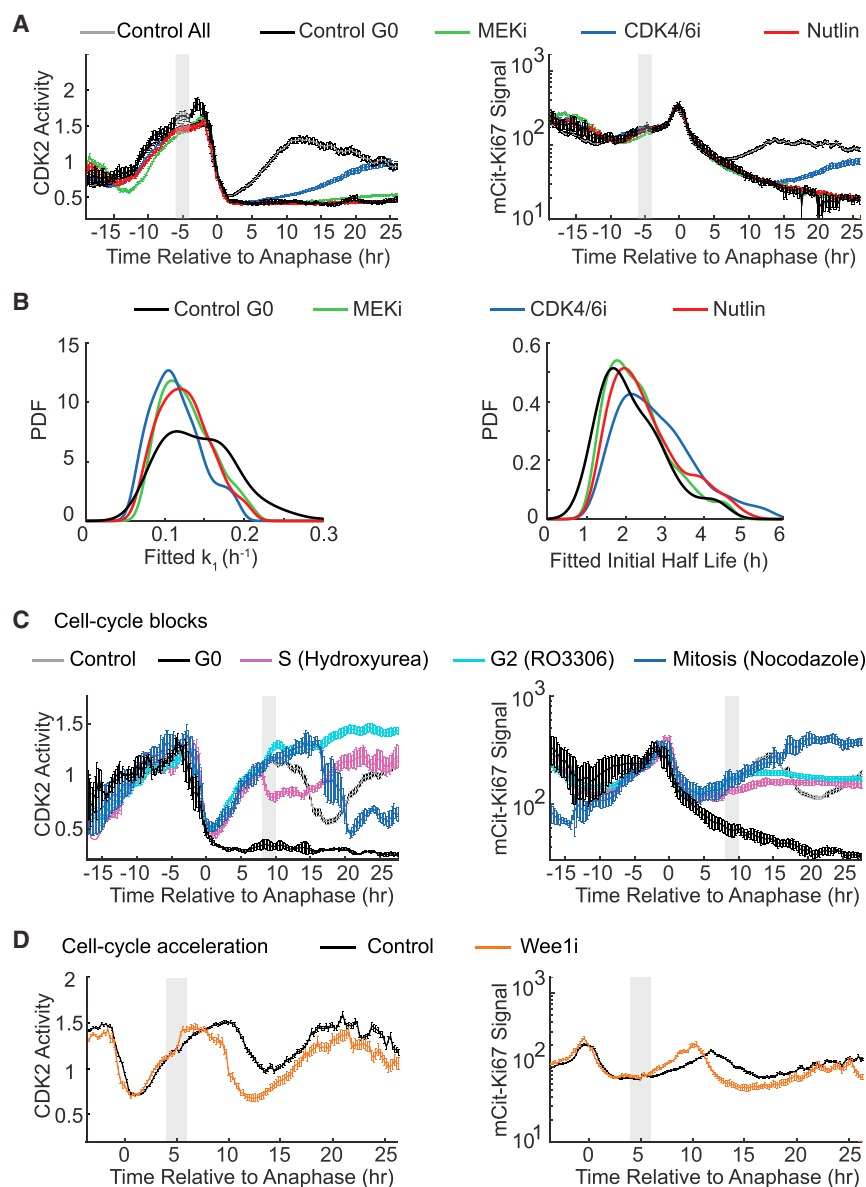 A
Control All Control G0 MEKi CDK4/6i Nutlin
CDK2 Activity
2
1.5
1
0.5
-15 -10 -5 0 5 10 15 20 25
Time Relative to Anaphase (hr)
mCit-Ki67 Signal
10³
10²
10¹
-15 -10 -5 0 5 10 15 20 25
Time Relative to Anaphase (hr)
B
Control G0 MEKi CDK4/6i Nutlin
PDF
15
10
5
0
0 0.1 0.2 0.3
Fitted k₁ (h⁻¹)
PDF
0.6
0.4
0.2
0
0 1 2 3 4 5 6
Fitted Initial Half Life (h)
C Cell-cycle blocks
Control G0 S (Hydroxyurea) G2 (RO3306) Mitosis (Nocodazole)
CDK2 Activity
1.5
1
0.5
-15 -10 -5 0 5 10 15 20 25
Time Relative to Anaphase (hr)
mCit-Ki67 Signal
10³
10²
-15 -10 -5 0 5 10 15 20 25
Time Relative to Anaphase (hr)
D Cell-cycle acceleration Control Wee1i
CDK2 Activity
2
1.5
1
0.5
0 5 10 15 20 25
Time Relative to Anaphase (hr)
mCit-Ki67 Signal
10³
10²
10¹
0 5 10 15 20 25
Time Relative to Anaphase (hr)